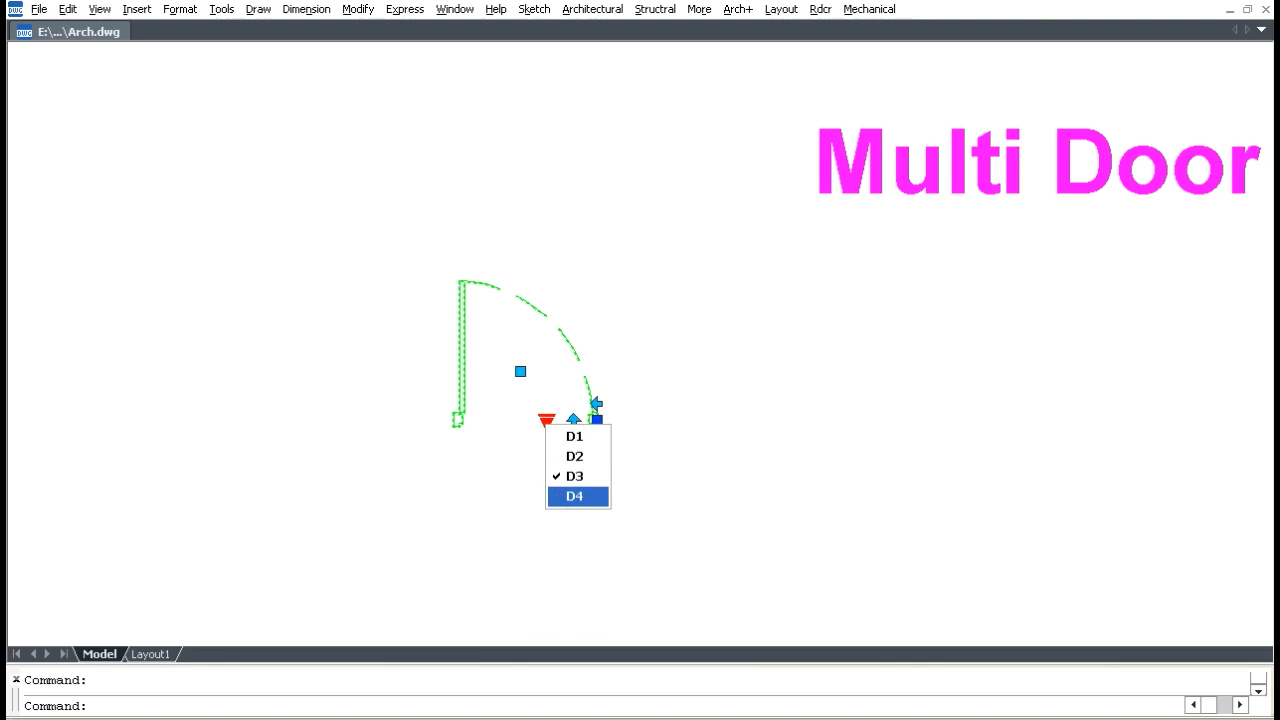 File Edit View Insert Format Tools Draw Dimension Modify Express Window Help Sketch Architectural Structral More Arch+ Layout Rdcr Mechanical
E:\...\Arch.dwg
Multi Door
D1
D2
D3
D4
Model Layout1
Command:
Command: